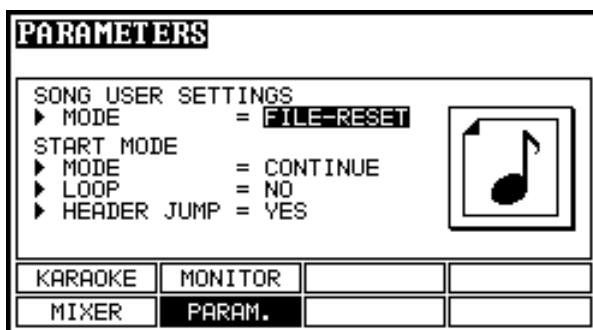 PARAMETERS
SONG USER SETTINGS
▶ MODE = FILE-RESET
START MODE
▶ MODE = CONTINUE
▶ LOOP = NO
▶ HEADER JUMP = YES
KARAOKE MONITOR
MIXER PARAM.